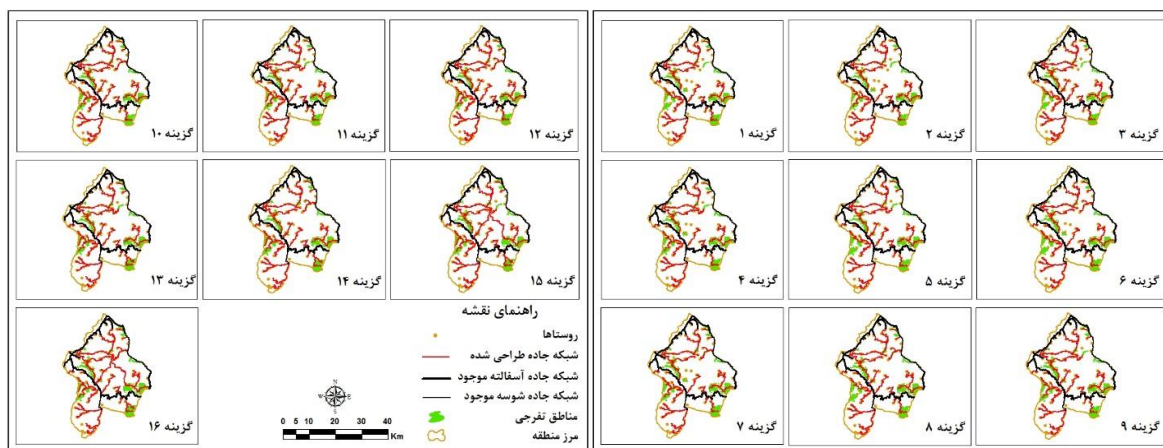 گزینه ۱
گزینه ۲
گزینه ۳
گزینه ۴
گزینه ۵
گزینه ۶
گزینه ۷
گزینه ۸
گزینه ۹
گزینه ۱۰
گزینه ۱۱
گزینه ۱۲
گزینه ۱۳
گزینه ۱۴
گزینه ۱۵
گزینه ۱۶
راهنمای نقشه
روستاها
شبکه جاده طراحی شده
شبکه جاده آسفالته موجود
شبکه جاده شوسه موجود
مناطق تفرجی
مرز منطقه
N
W E
S
0 5 10 20 30 40
Km